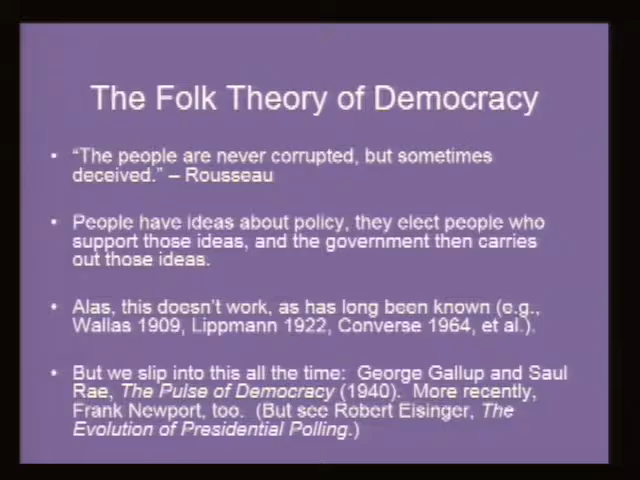 The Folk Theory of Democracy
• "The people are never corrupted, but sometimes
deceived." – Rousseau
• People have ideas about policy, they elect people who
support those ideas, and the government then carries
out those ideas.
• Alas, this doesn't work, as has long been known (e.g.,
Wallas 1909, Lippmann 1922, Converse 1964, et al.).
• But we slip into this all the time: George Gallup and Saul
Rae, The Pulse of Democracy (1940). More recently,
Frank Newport, too. (But see Robert Eisinger, The
Evolution of Presidential Polling.)